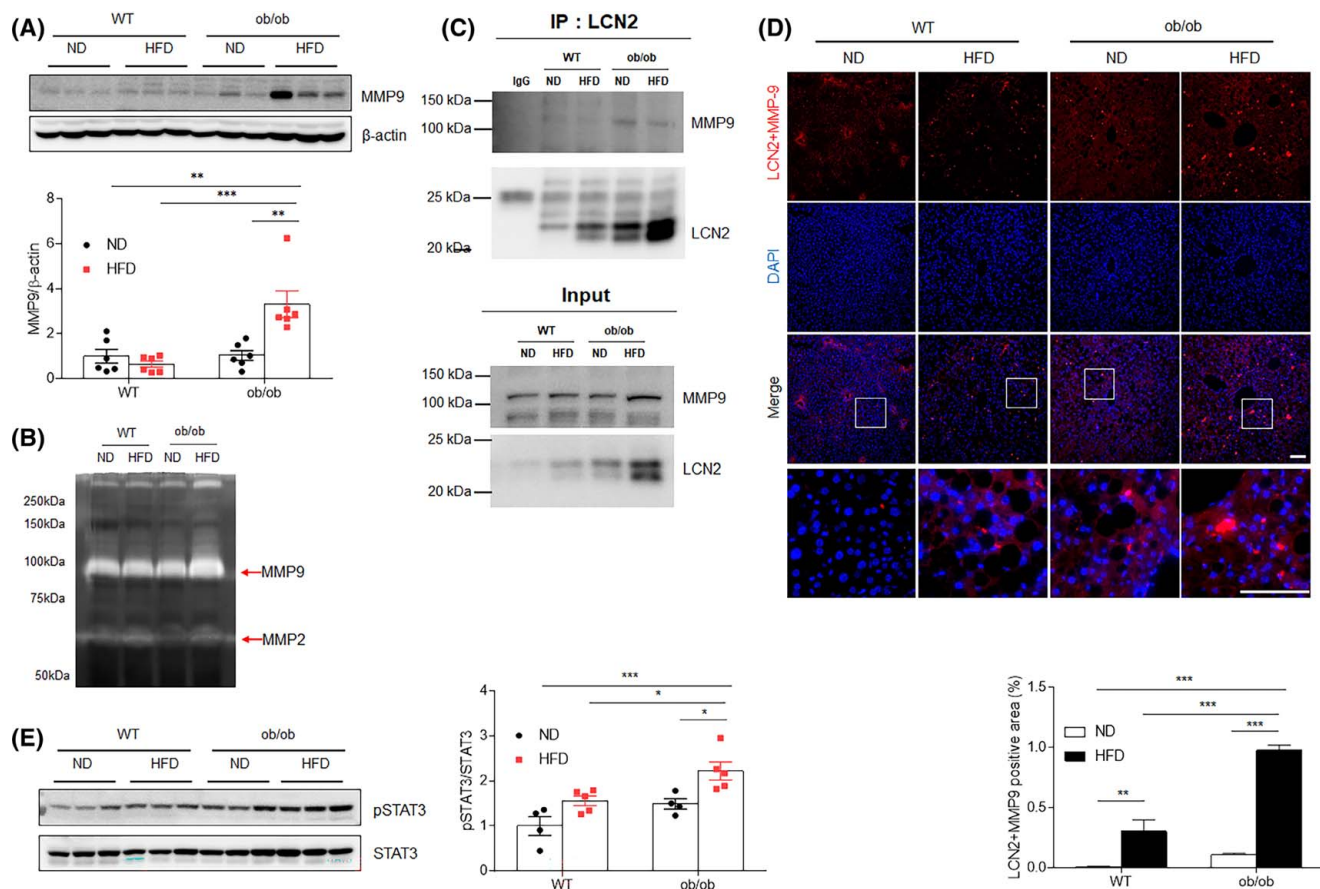 (A)
WT ob/ob
ND HFD ND HFD
MMP9
β-actin
** 
***
**
8
6
4
2
0
MMP9/β-actin
ND
HFD
WT ob/ob
(B)
WT ob/ob
ND HFD ND HFD
250kDa
150kDa
100kDa
75kDa
50kDa
MMP9
MMP2
(C)
IP : LCN2
WT ob/ob
IgG ND HFD ND HFD
150 kDa
100 kDa
MMP9
25 kDa
20 kDa
LCN2
Input
WT ob/ob
ND HFD ND HFD
150 kDa
100 kDa
MMP9
25 kDa
20 kDa
LCN2
(D)
WT ob/ob
ND HFD ND HFD
LCN2+MMP-9
DAPI
Merge
LCN2+MMP9 positive area (%)
1.5
1.0
0.5
0.0
ND
HFD
***
***
***
**
WT ob/ob
(E)
WT ob/ob
ND HFD ND HFD
pSTAT3
STAT3
pSTAT3/STAT3
4
3
2
1
0
ND
HFD
***
*
*
WT ob/ob